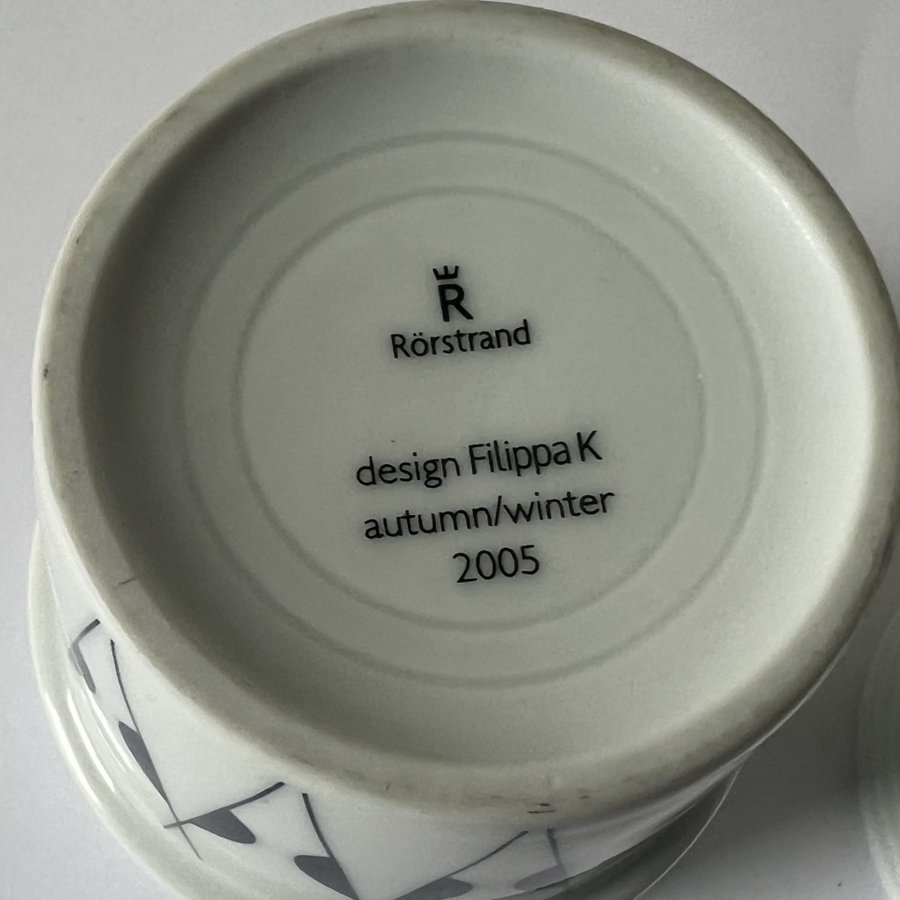 R
Rörstrand
design Filippa K
autumn/winter
2005